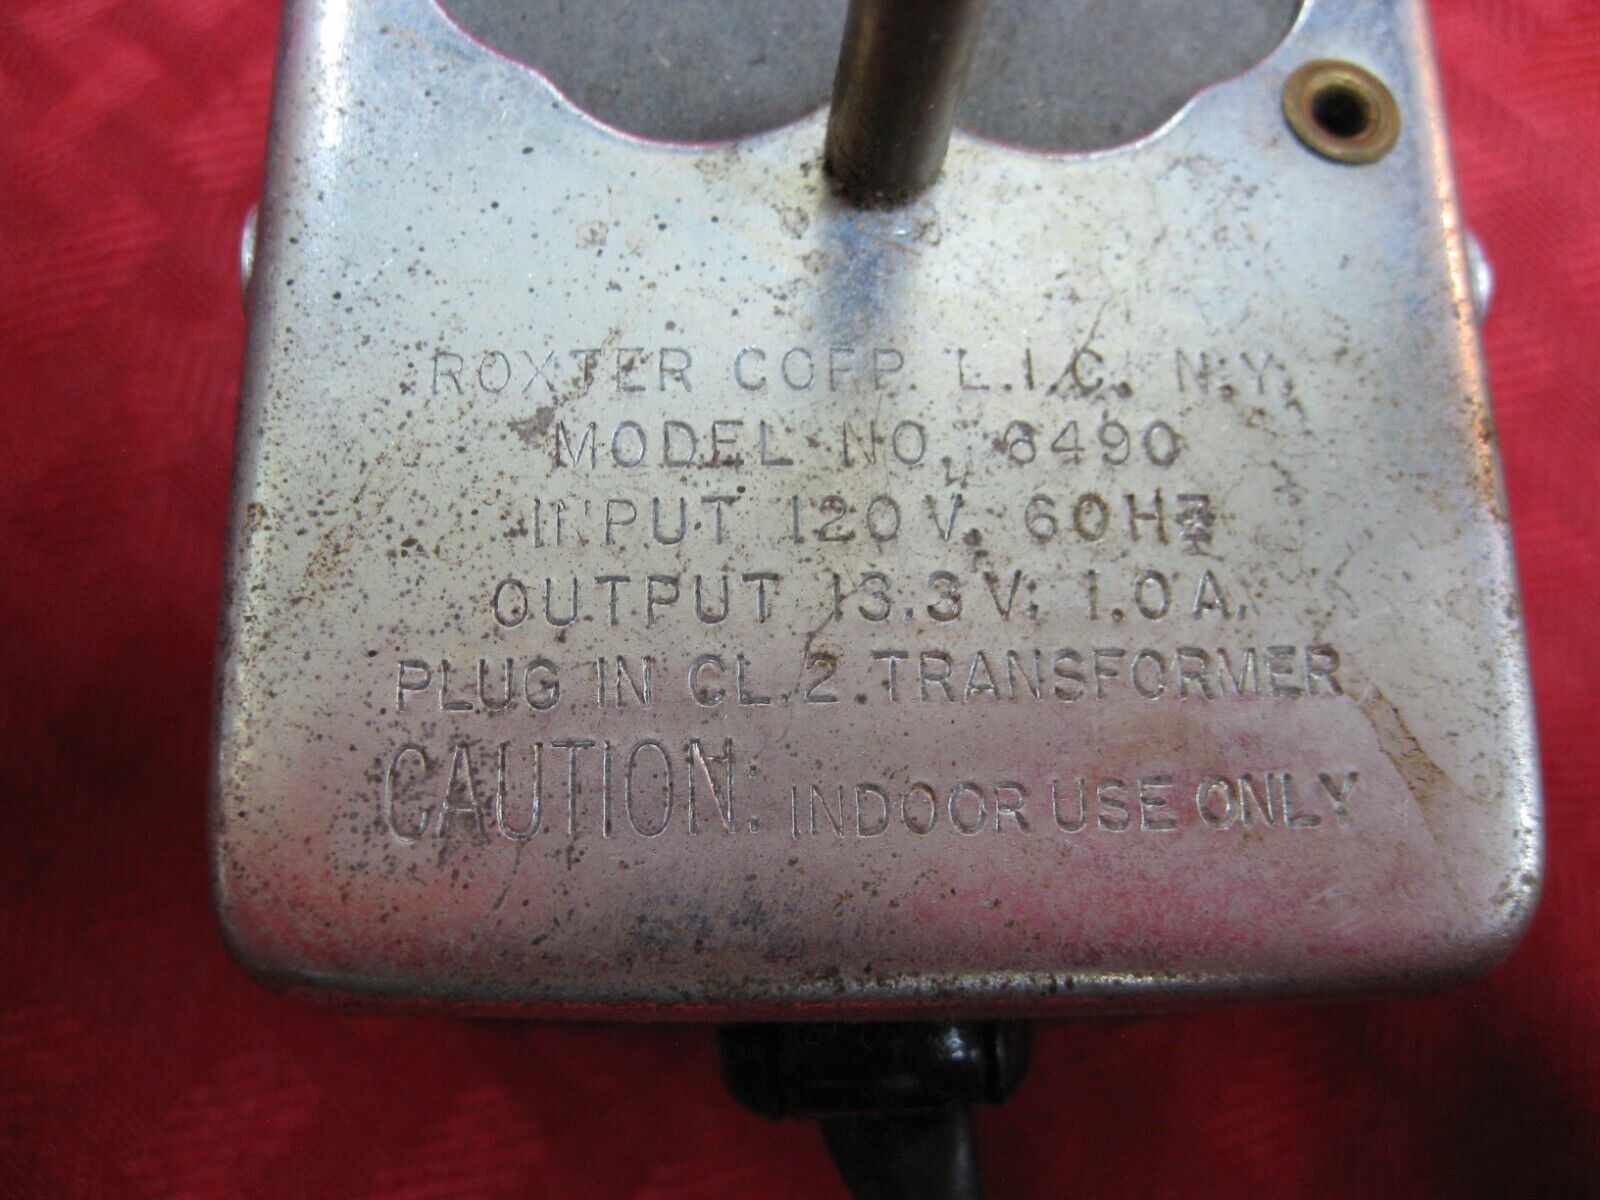 ROXTER CORP. L.I.C. N.Y.
MODEL NO. 6490
INPUT 120V. 60HZ
OUTPUT 13.3V. 1.0A.
PLUG IN CL.2 TRANSFORMER
CAUTION: INDOOR USE ONLY